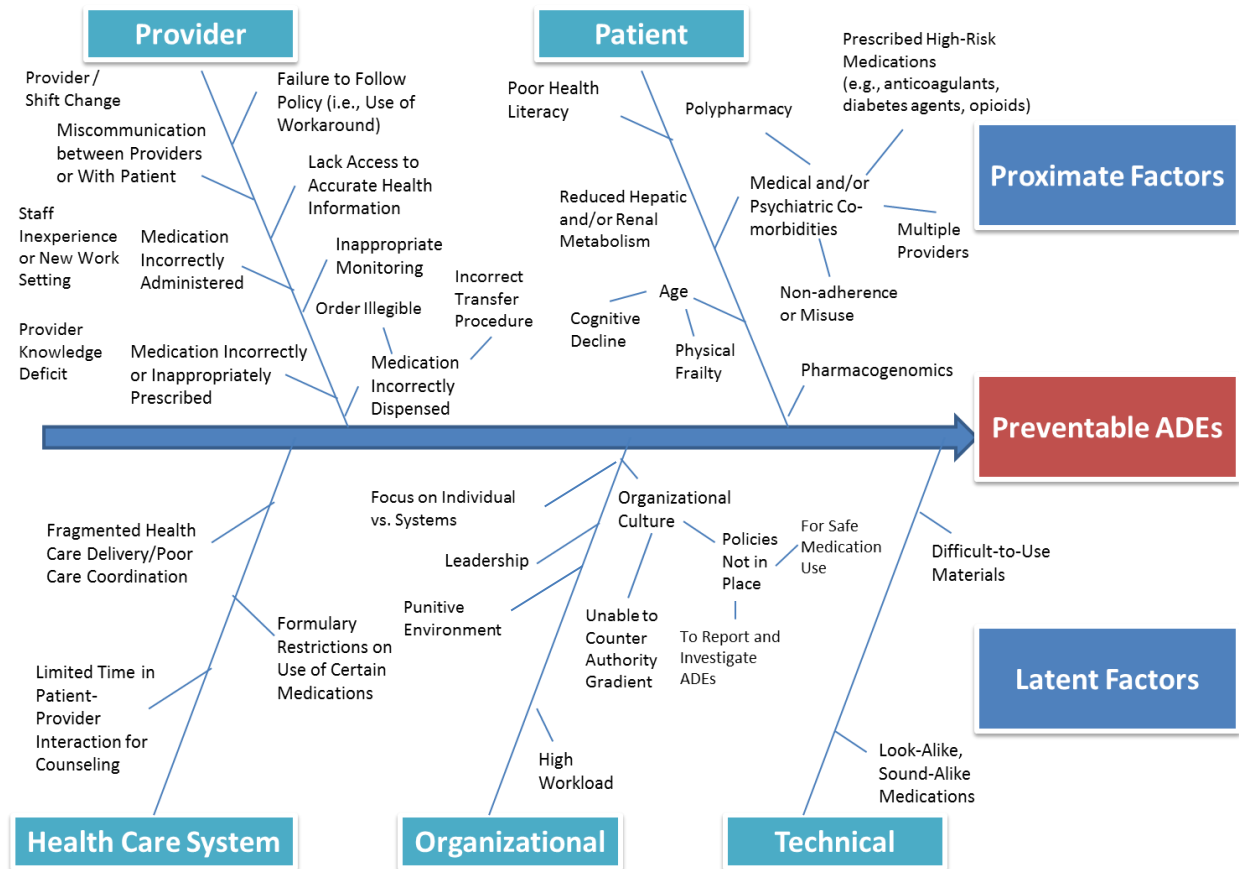 Provider
Patient
Provider /
Shift Change
Failure to Follow
Policy (i.e., Use of
Workaround)
Miscommunication
between Providers
or With Patient
Lack Access to
Accurate Health
Information
Staff
Inexperience
or New Work
Setting
Medication
Incorrectly
Administered
Inappropriate
Monitoring
Order Illegible
Incorrect
Transfer
Procedure
Provider
Knowledge
Deficit
Medication Incorrectly
or Inappropriately
Prescribed
Medication
Incorrectly
Dispensed
Poor Health
Literacy
Polypharmacy
Prescribed High-Risk
Medications
(e.g., anticoagulants,
diabetes agents, opioids)
Reduced Hepatic
and/or Renal
Metabolism
Medical and/or
Psychiatric Co-
morbidities
Multiple
Providers
Non-adherence
or Misuse
Age
Cognitive
Decline
Physical
Frailty
Pharmacogenomics
Proximate Factors
Preventable ADEs
Latent Factors
Fragmented Health
Care Delivery/Poor
Care Coordination
Formulary
Restrictions on
Use of Certain
Medications
Limited Time in
Patient-
Provider
Interaction for
Counseling
Focus on Individual
vs. Systems
Leadership
Punitive
Environment
Organizational
Culture
Unable to
Counter
Authority
Gradient
Policies
Not in
Place
For Safe
Medication
Use
To Report and
Investigate
ADEs
High
Workload
Difficult-to-Use
Materials
Look-Alike,
Sound-Alike
Medications
Health Care System
Organizational
Technical